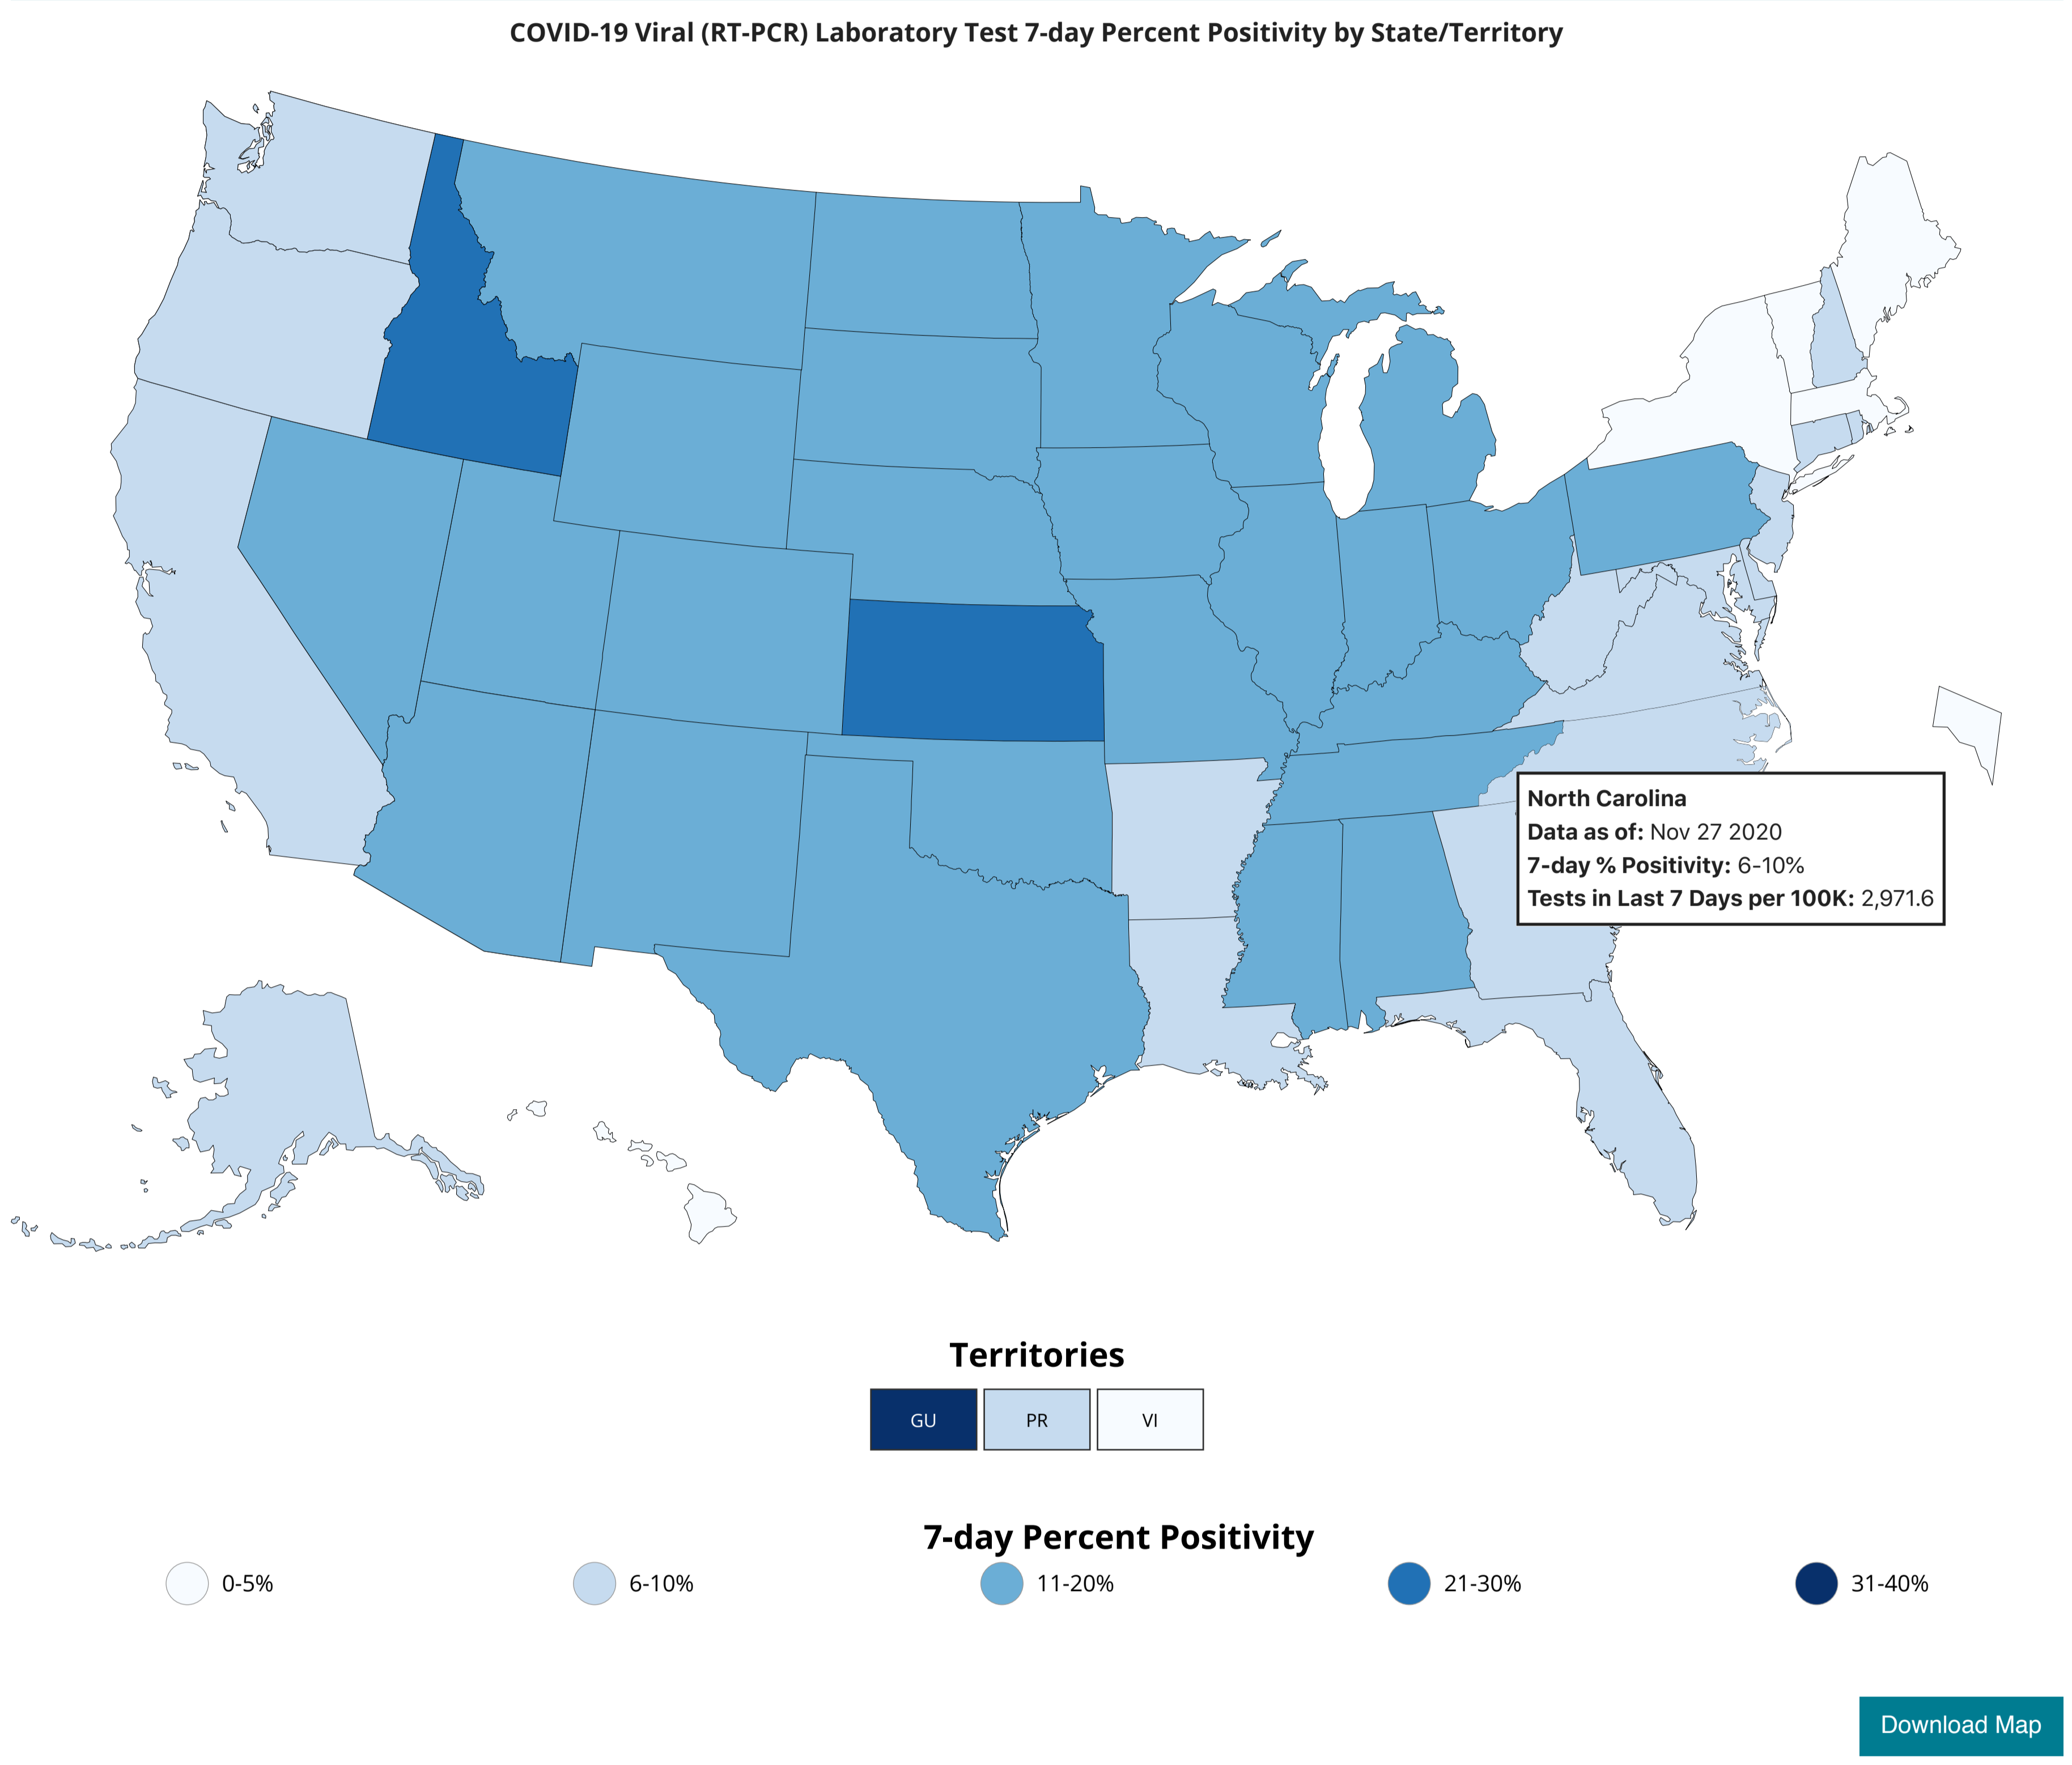 COVID-19 Viral (RT-PCR) Laboratory Test 7-day Percent Positivity by State/Territory
North Carolina
Data as of: Nov 27 2020
7-day % Positivity: 6-10%
Tests in Last 7 Days per 100K: 2,971.6
Territories
GU PR VI
7-day Percent Positivity
0-5% 6-10% 11-20% 21-30% 31-40%
Download Map